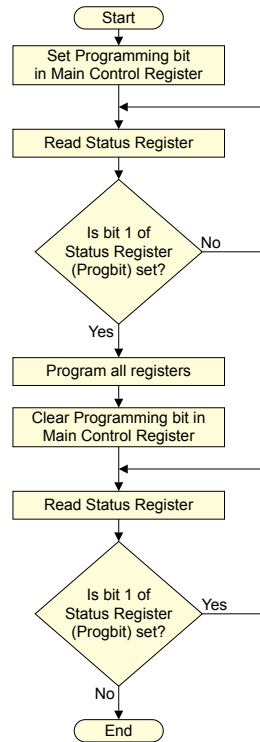 Start
Set Programming bit
in Main Control Register
Read Status Register
Is bit 1 of
Status Register
(Progbit) set?
No
Yes
Program all registers
Clear Programming bit in
Main Control Register
Read Status Register
Is bit 1 of
Status Register
(Progbit) set?
Yes
No
End